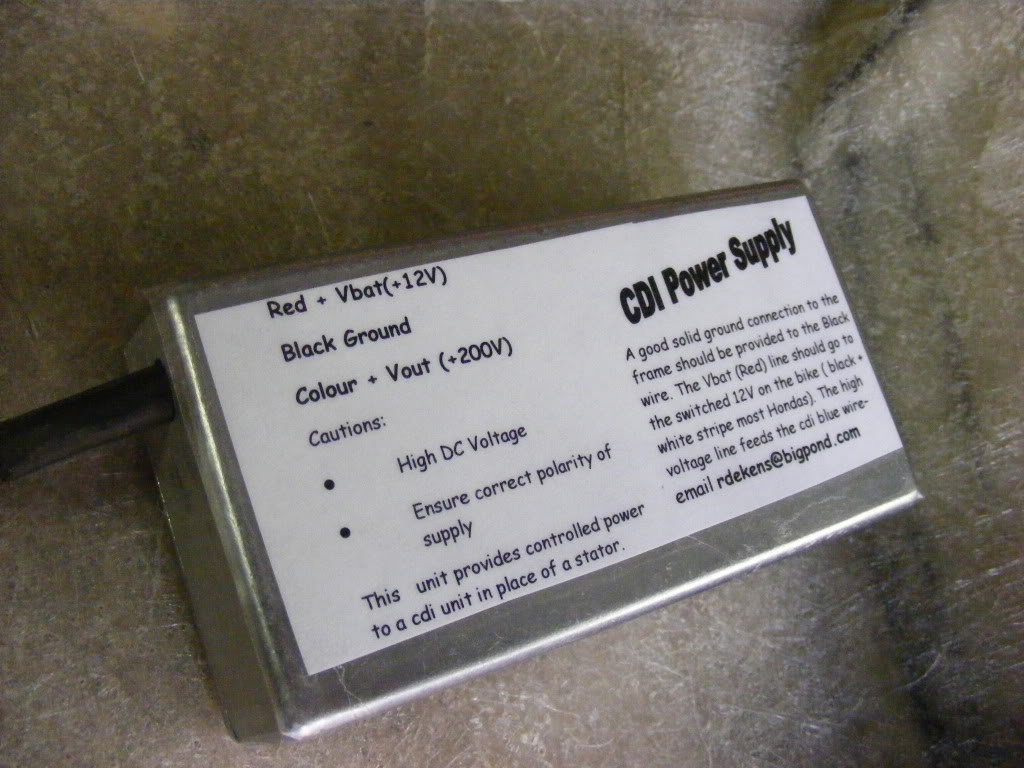 Red + Vbat(+12V)
Black Ground
Colour + Vout (+200V)
Cautions:
• High DC Voltage
• Ensure correct polarity of
supply
This unit provides controlled power
to a cdi unit in place of a stator.
CDI Power Supply
A good solid ground connection to the
frame should be provided to the Black
wire. The Vbat (Red) line should go to
the switched 12V on the bike ( black +
white stripe most Hondas). The high
voltage line feeds the cdi blue wire-
email rdekens@bigpond.com